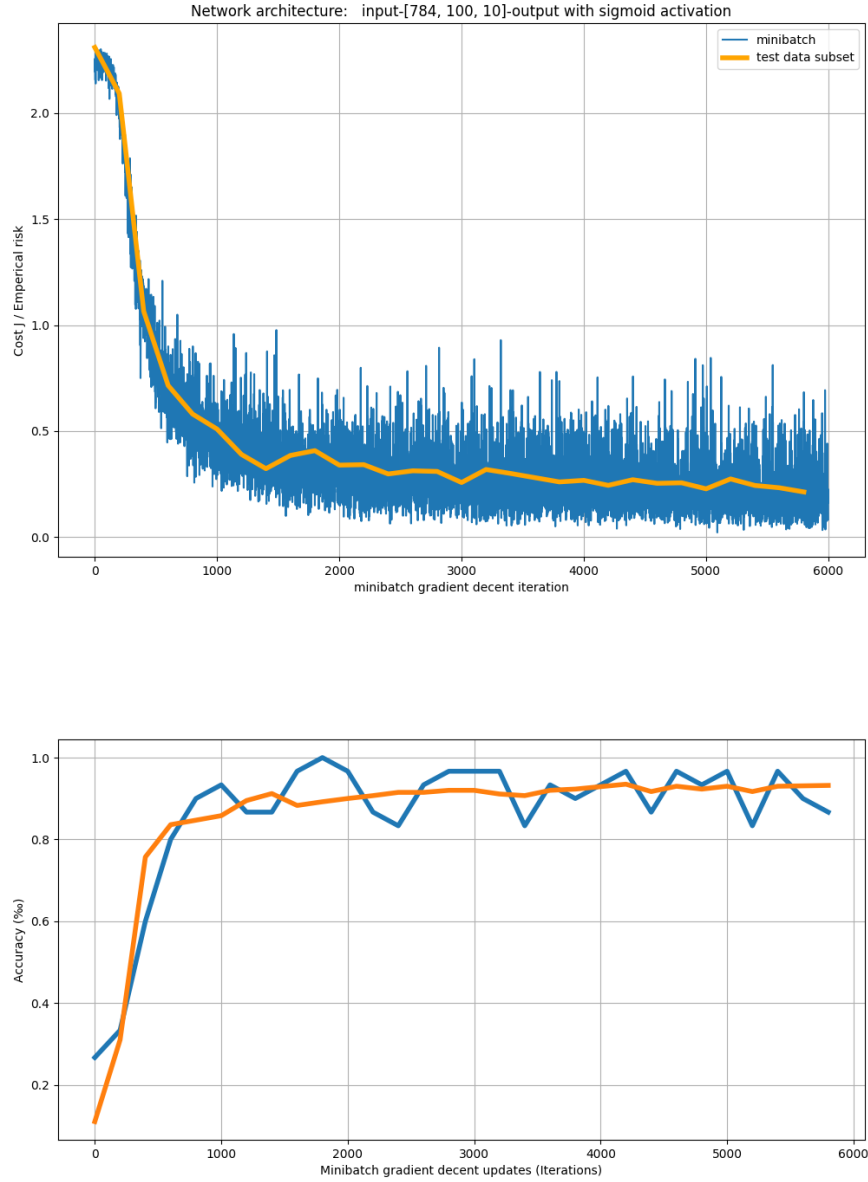 Network architecture:   input-[784, 100, 10]-output with sigmoid activation
minibatch
test data subset
2.0
1.5
1.0
0.5
0.0
Cost J / Emperical risk
0 1000 2000 3000 4000 5000 6000
minibatch gradient decent iteration
1.0
0.8
0.6
0.4
0.2
Accuracy (‰)
0 1000 2000 3000 4000 5000 6000
Minibatch gradient decent updates (Iterations)